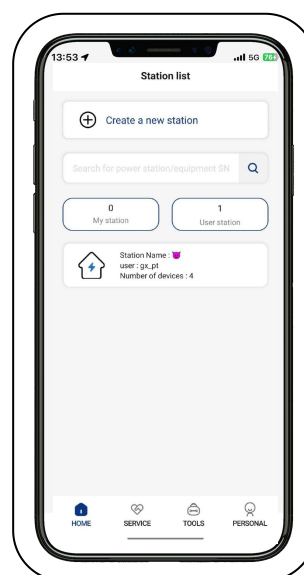 13:53
5G 76
Station list
Create a new station
Search for power station/equipment SN
0
My station
1
User station
Station Name : 😈
user : gx_pt
Number of devices : 4
HOME
SERVICE
TOOLS
PERSONAL